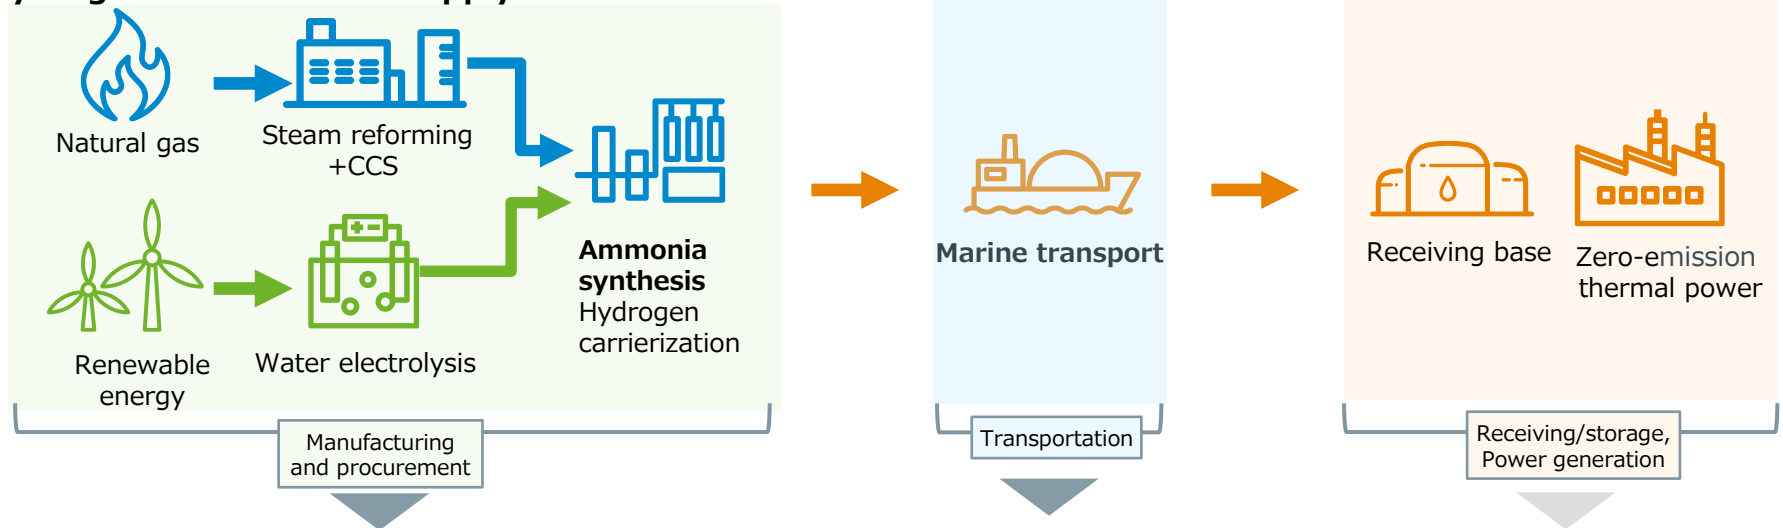 Natural gas
Steam reforming
+CCS
Renewable
energy
Water electrolysis
Ammonia
synthesis
Hydrogen
carrierization
Marine transport
Receiving base
Zero-emission
thermal power
Manufacturing
and procurement
Transportation
Receiving/storage,
Power generation